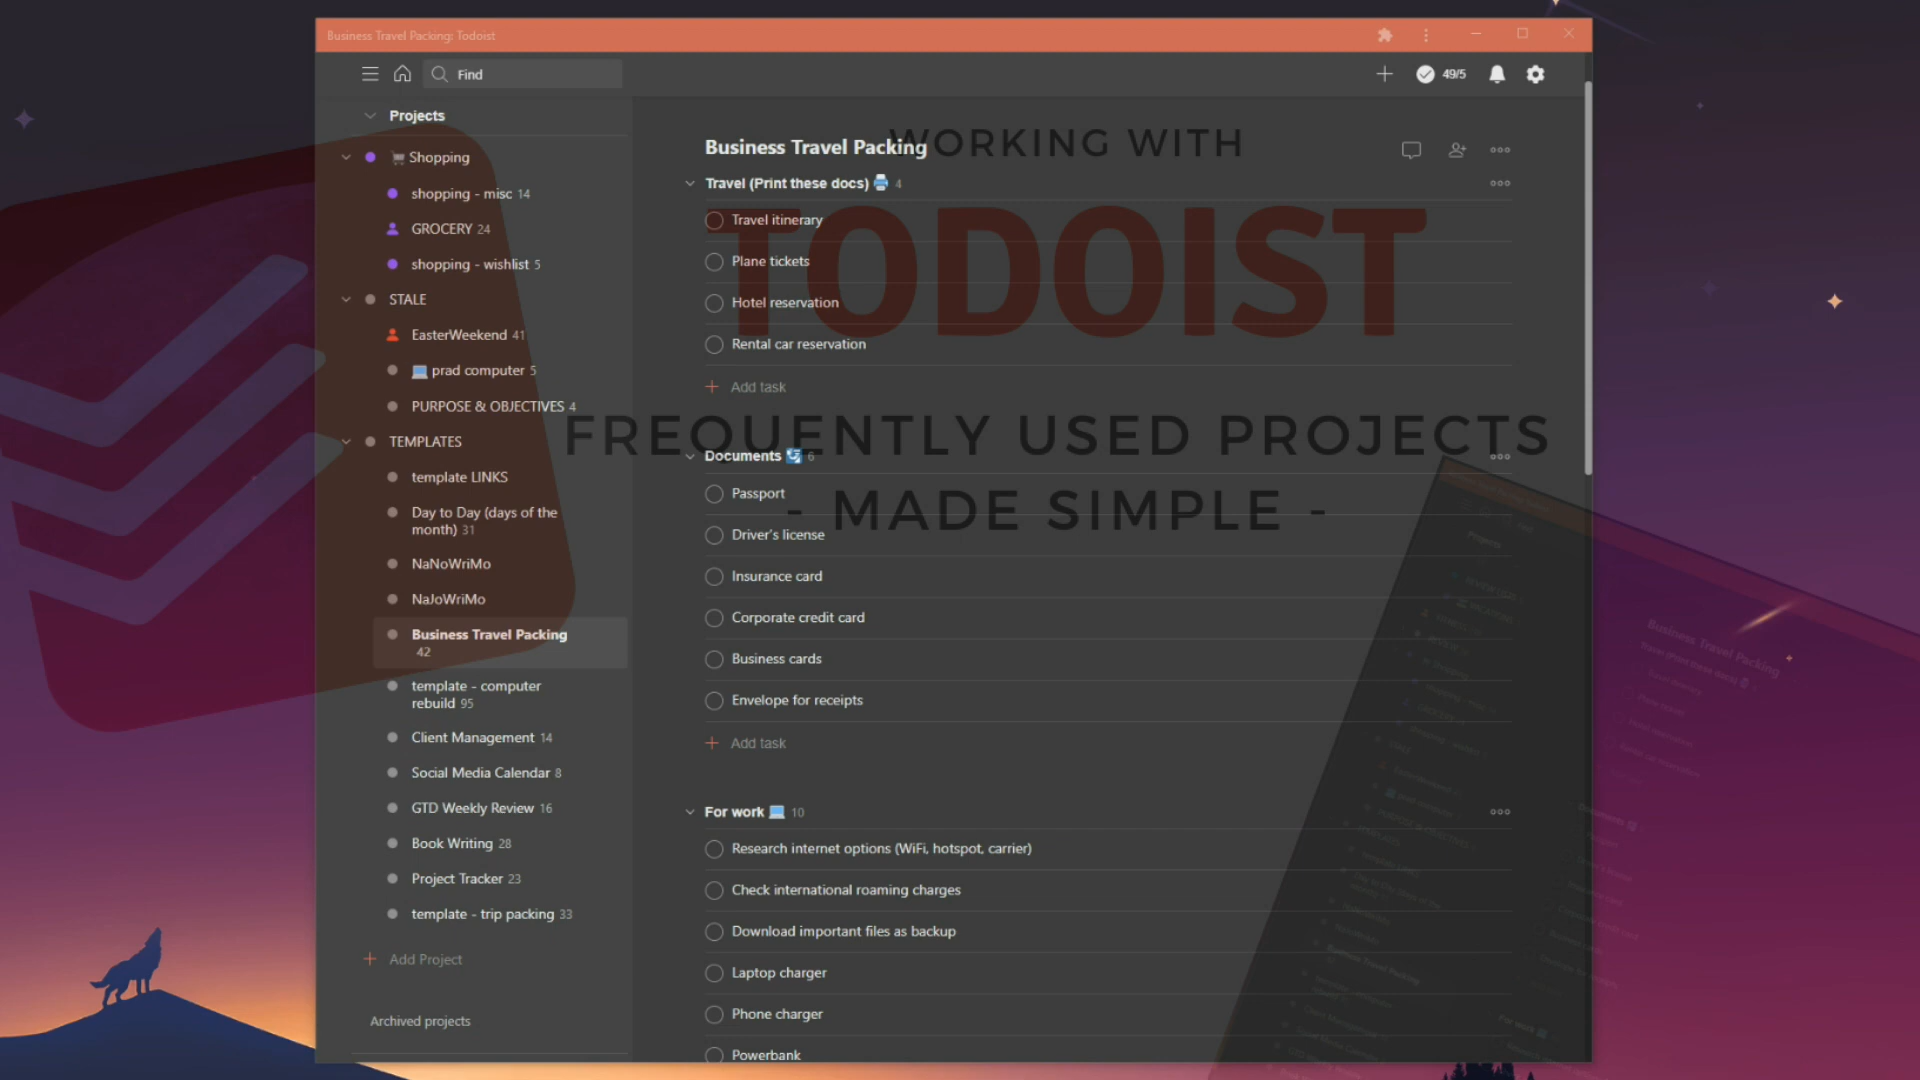 Business Travel Packing: Todoist
Find
49/5
Projects
Shopping
shopping - misc 14
GROCERY 24
shopping - wishlist 5
STALE
EasterWeekend 41
prad computer 5
PURPOSE & OBJECTIVES 4
TEMPLATES
template LINKS
Day to Day (days of the
month) 31
NaNoWriMo
NaJoWriMo
Business Travel Packing
42
template - computer
rebuild 95
Client Management 14
Social Media Calendar 8
GTD Weekly Review 16
Book Writing 28
Project Tracker 23
template - trip packing 33
Add Project
Archived projects
Business Travel Packing
Travel (Print these docs) 4
Travel itinerary
Plane tickets
Hotel reservation
Rental car reservation
Add task
Documents 6
Passport
Driver's license
Insurance card
Corporate credit card
Business cards
Envelope for receipts
Add task
For work 10
Research internet options (WiFi, hotspot, carrier)
Check international roaming charges
Download important files as backup
Laptop charger
Phone charger
Powerbank
WORKING WITH
TODOIST
FREQUENTLY USED PROJECTS
- MADE SIMPLE -
Business Travel Packing